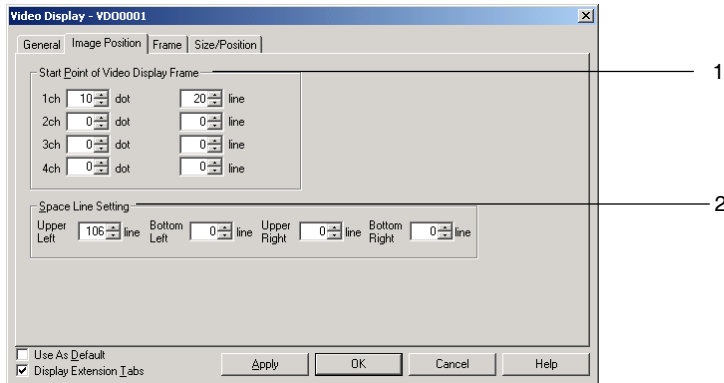 Video Display - VDO0001
General Image Position Frame Size/Position
Start Point of Video Display Frame 1
1ch 10 dot 20 line
2ch 0 dot 0 line
3ch 0 dot 0 line
4ch 0 dot 0 line
Space Line Setting 2
Upper Left 106 line Bottom Left 0 line Upper Right 0 line Bottom Right 0 line
Use As Default
Display Extension Tabs Apply OK Cancel Help